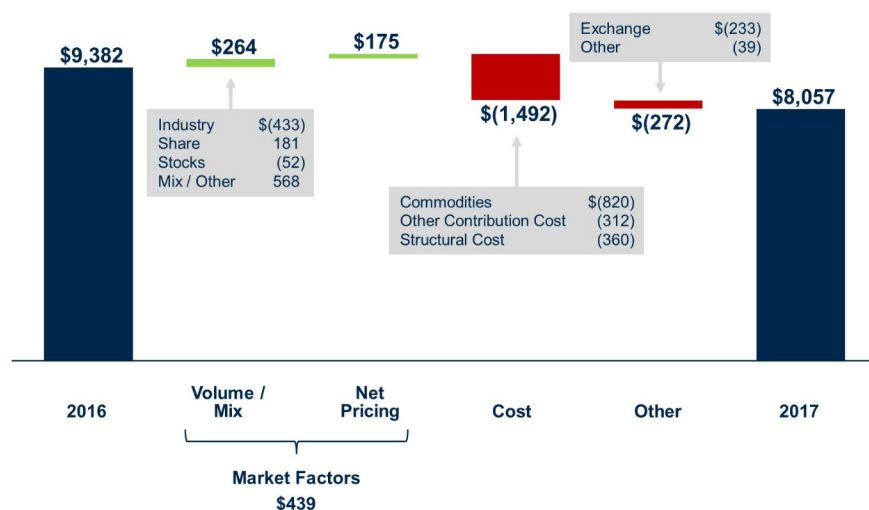 $9,382
$264
Industry $(433)
Share 181
Stocks (52)
Mix / Other 568
$175
$(1,492)
Commodities $(820)
Other Contribution Cost (312)
Structural Cost (360)
Exchange $(233)
Other (39)
$(272)
$8,057
2016
Volume /
Mix
Net
Pricing
Cost
Other
2017
Market Factors
$439